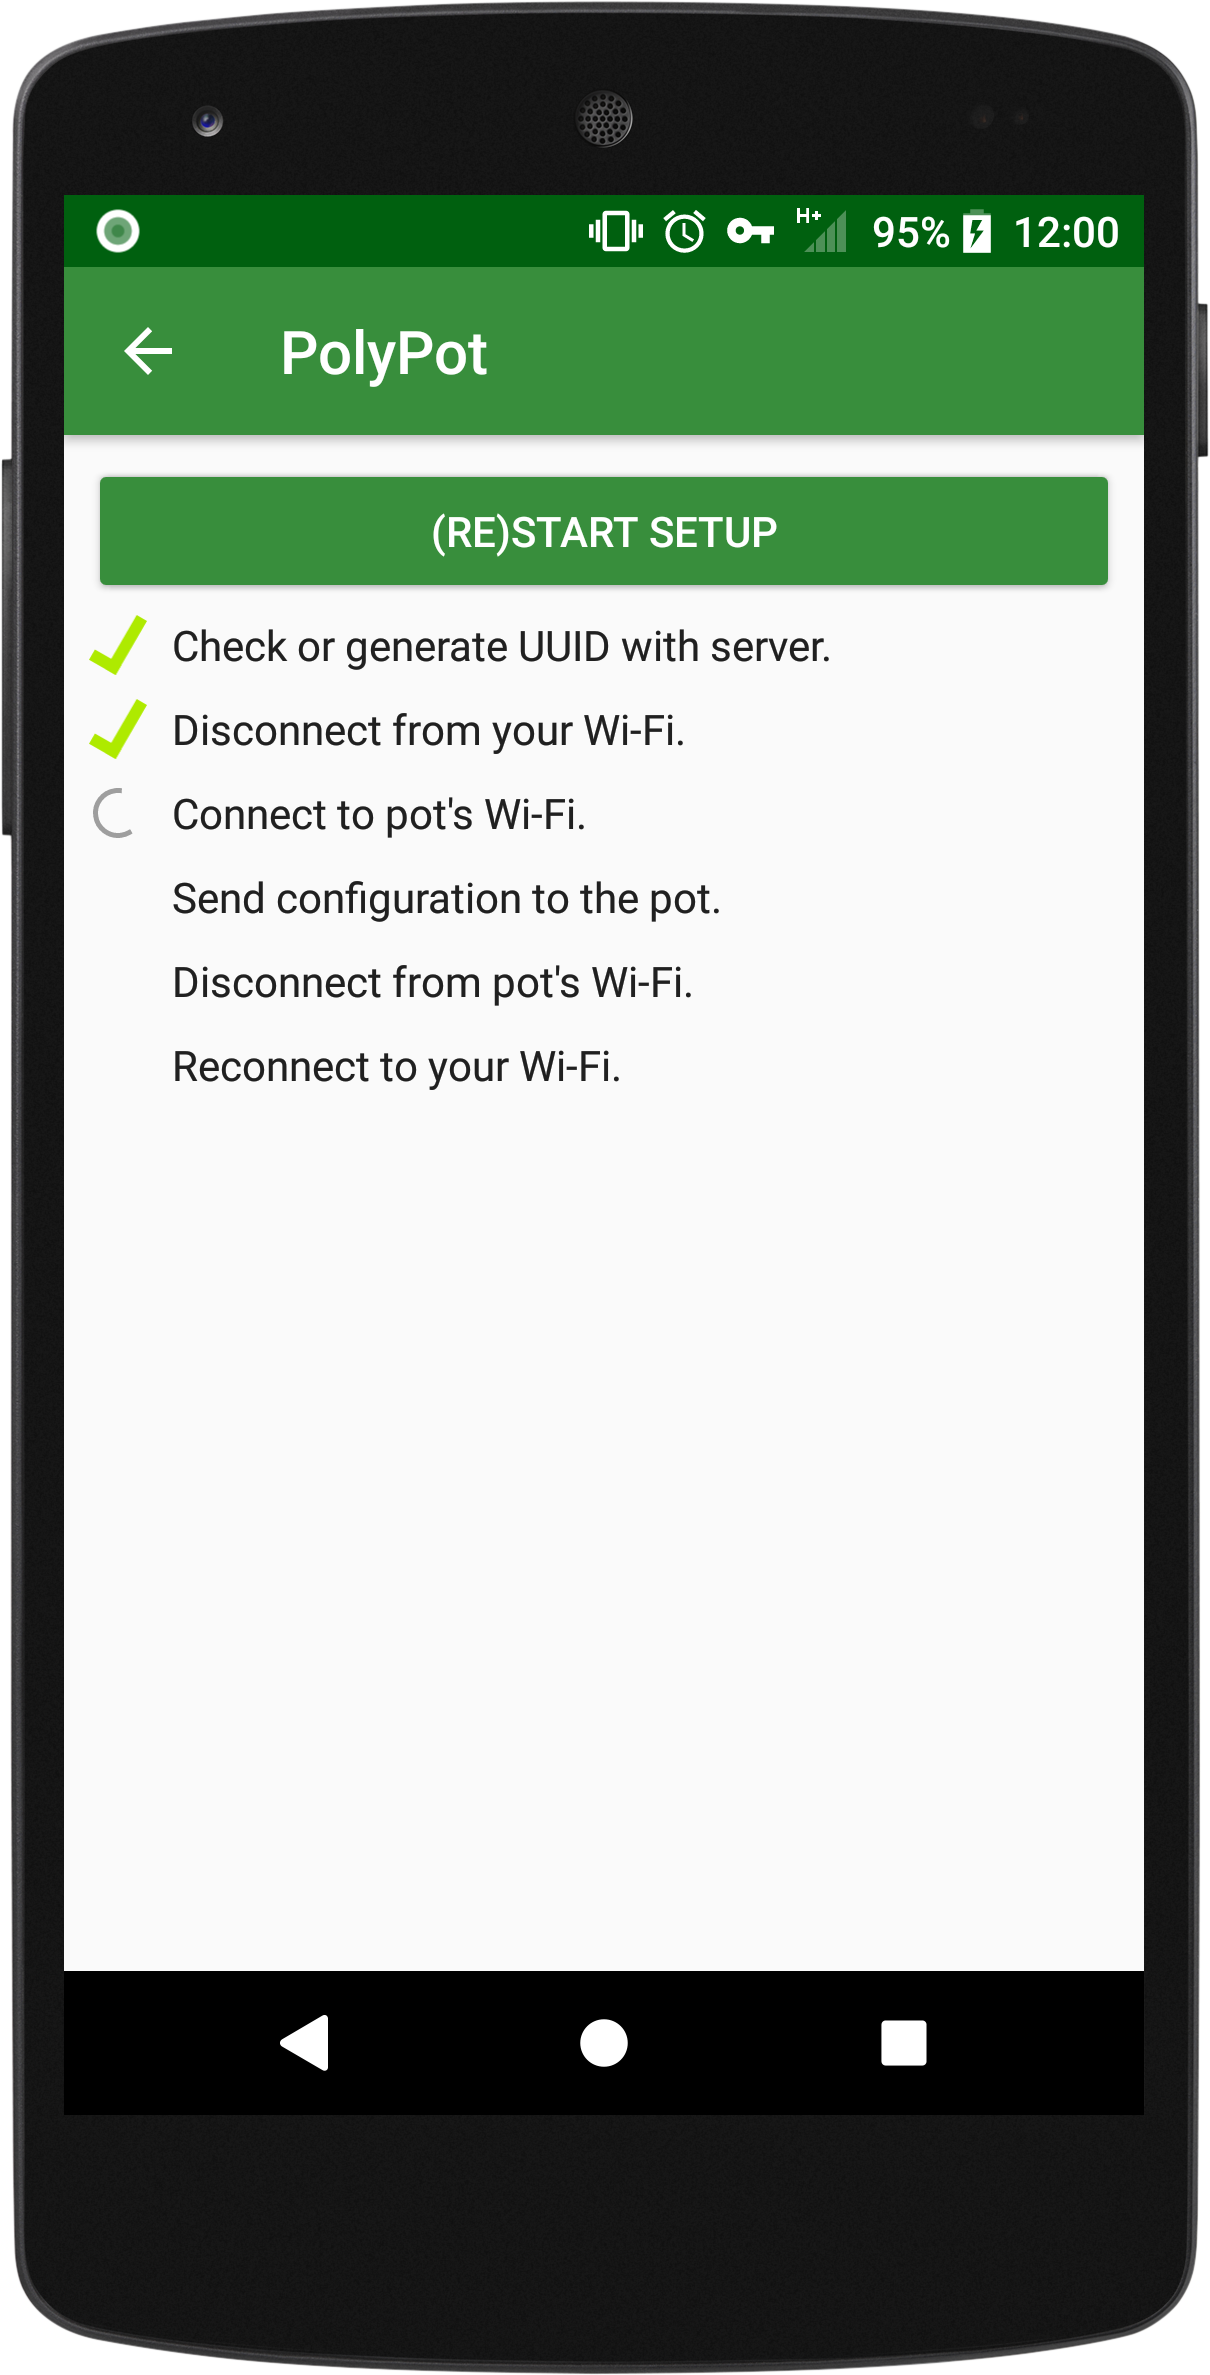 H+ 95% 12:00
PolyPot
(RE)START SETUP
Check or generate UUID with server.
Disconnect from your Wi-Fi.
Connect to pot's Wi-Fi.
Send configuration to the pot.
Disconnect from pot's Wi-Fi.
Reconnect to your Wi-Fi.